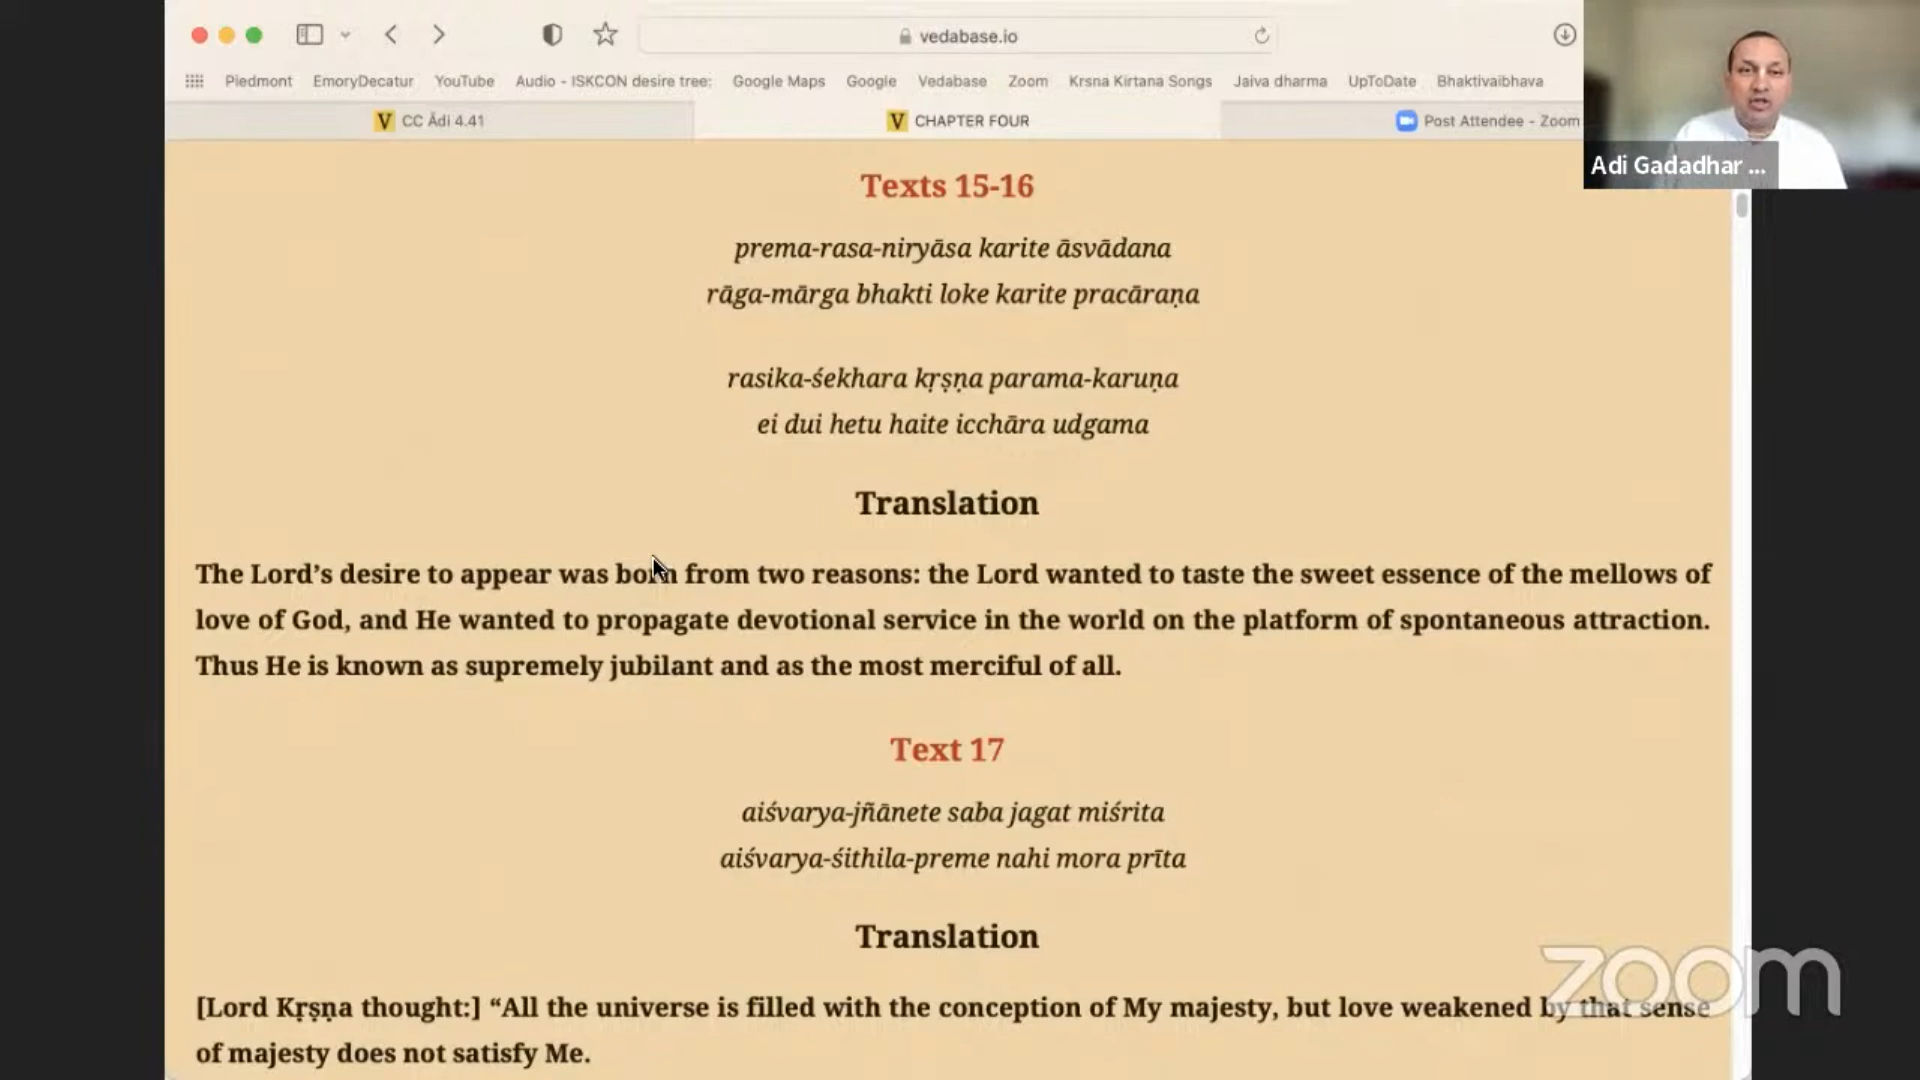 vedabase.io
Piedmont EmoryDecatur YouTube Audio - ISKCON desire tree: Google Maps Google Vedabase Zoom Krsna Kirtana Songs Jaiva dharma UpToDate Bhaktivaibhava
CC Ādi 4.41 CHAPTER FOUR Post Attendee - Zoom
Adi Gadadhar ...
Texts 15-16
prema-rasa-niryāsa karite āsvādana
rāga-mārga bhakti loke karite pracāraṇa
rasika-śekhara kṛṣṇa parama-karuṇa
ei dui hetu haite icchāra udgama
Translation
The Lord’s desire to appear was born from two reasons: the Lord wanted to taste the sweet essence of the mellows of
love of God, and He wanted to propagate devotional service in the world on the platform of spontaneous attraction.
Thus He is known as supremely jubilant and as the most merciful of all.
Text 17
aiśvarya-jñānete saba jagat miśrita
aiśvarya-śithila-preme nahi mora prīta
Translation
[Lord Kṛṣṇa thought:] “All the universe is filled with the conception of My majesty, but love weakened by that sense
of majesty does not satisfy Me.
zoom